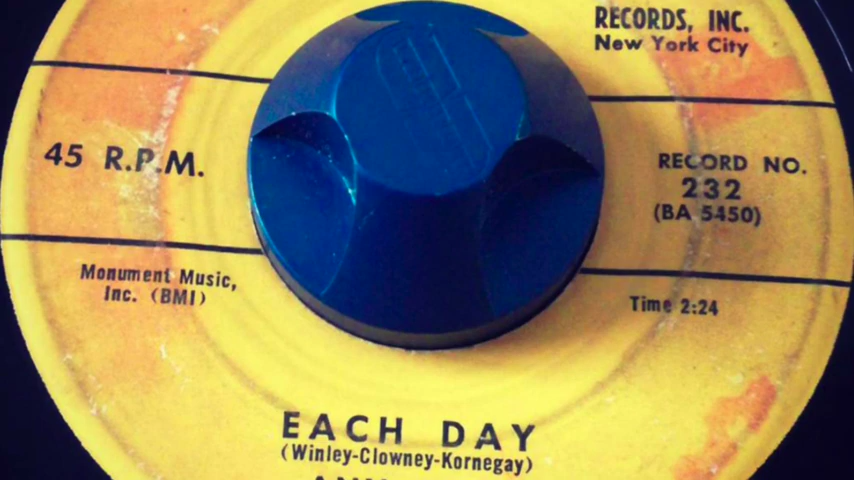 RECORDS, INC.
New York City
45 R.P.M.
RECORD NO.
232
(BA 5450)
Monument Music,
Inc. (BMI)
Time 2:24
EACH DAY
(Winley-Clowney-Kornegay)